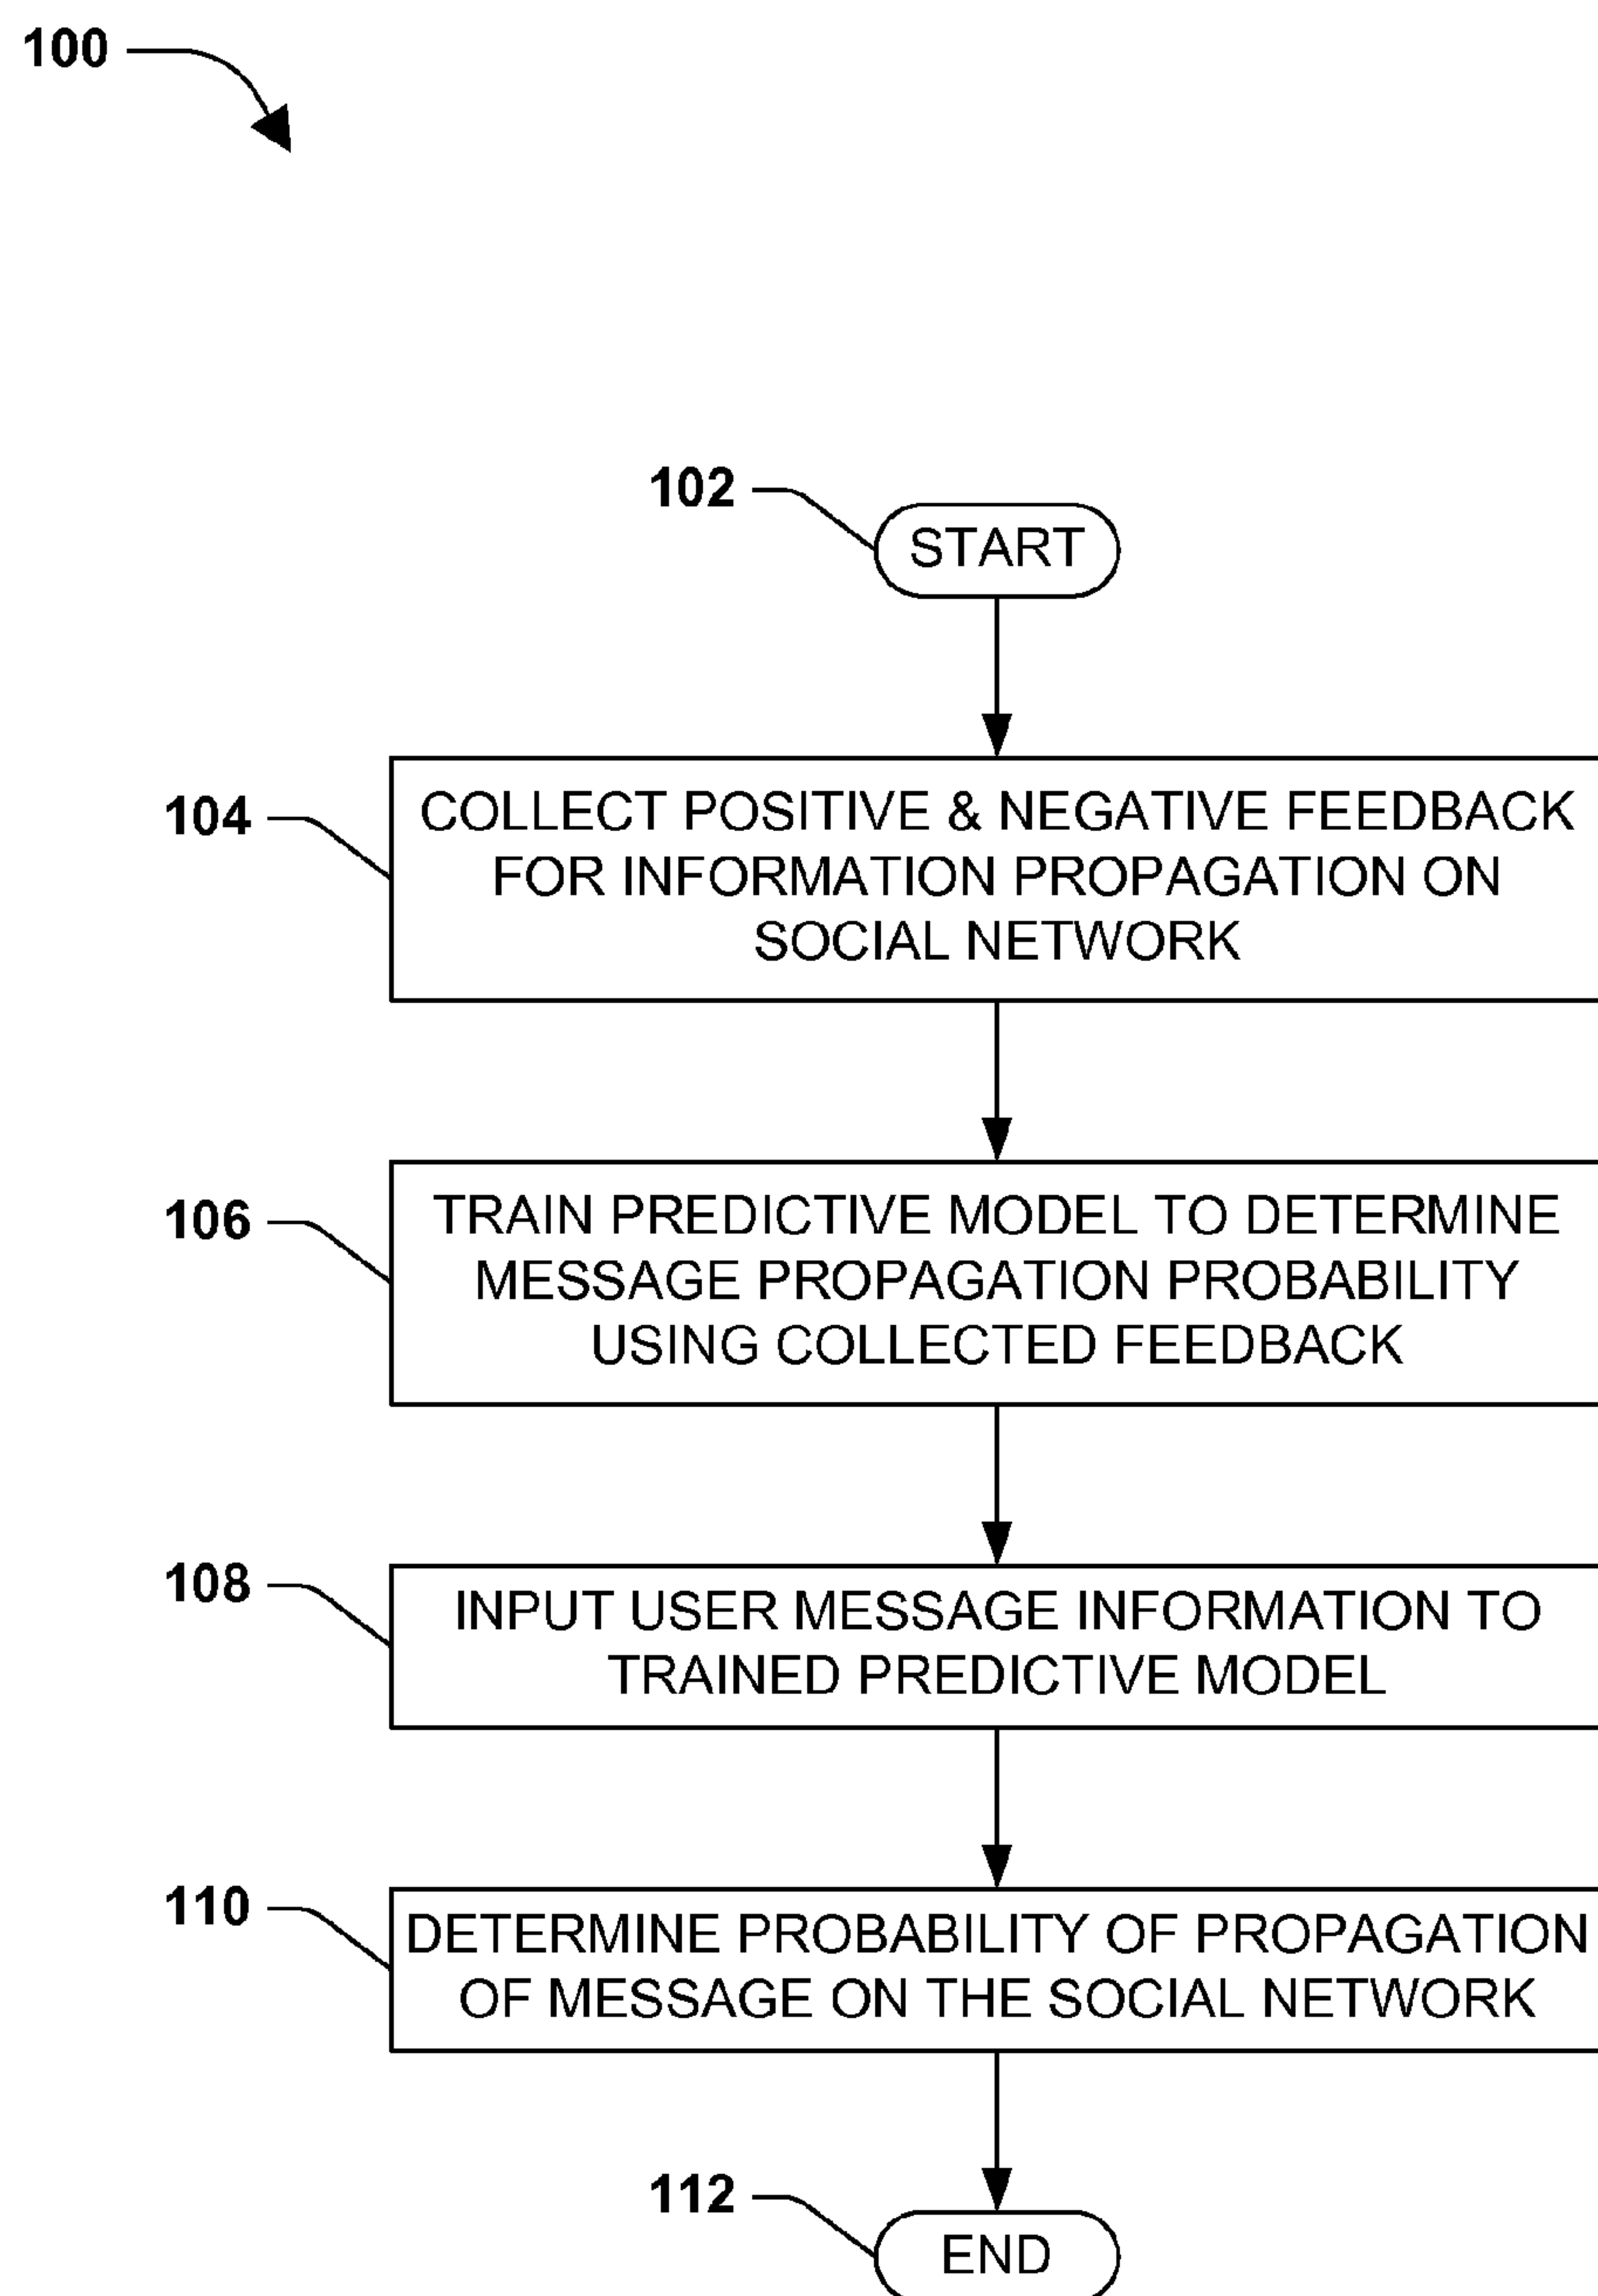 100
102
START
104
COLLECT POSITIVE & NEGATIVE FEEDBACK
FOR INFORMATION PROPAGATION ON
SOCIAL NETWORK
106
TRAIN PREDICTIVE MODEL TO DETERMINE
MESSAGE PROPAGATION PROBABILITY
USING COLLECTED FEEDBACK
108
INPUT USER MESSAGE INFORMATION TO
TRAINED PREDICTIVE MODEL
110
DETERMINE PROBABILITY OF PROPAGATION
OF MESSAGE ON THE SOCIAL NETWORK
112
END